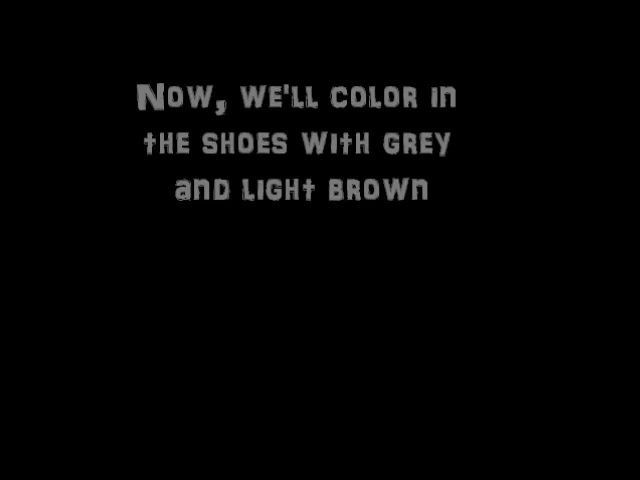 Now, we'll color in
the shoes with grey
and light brown